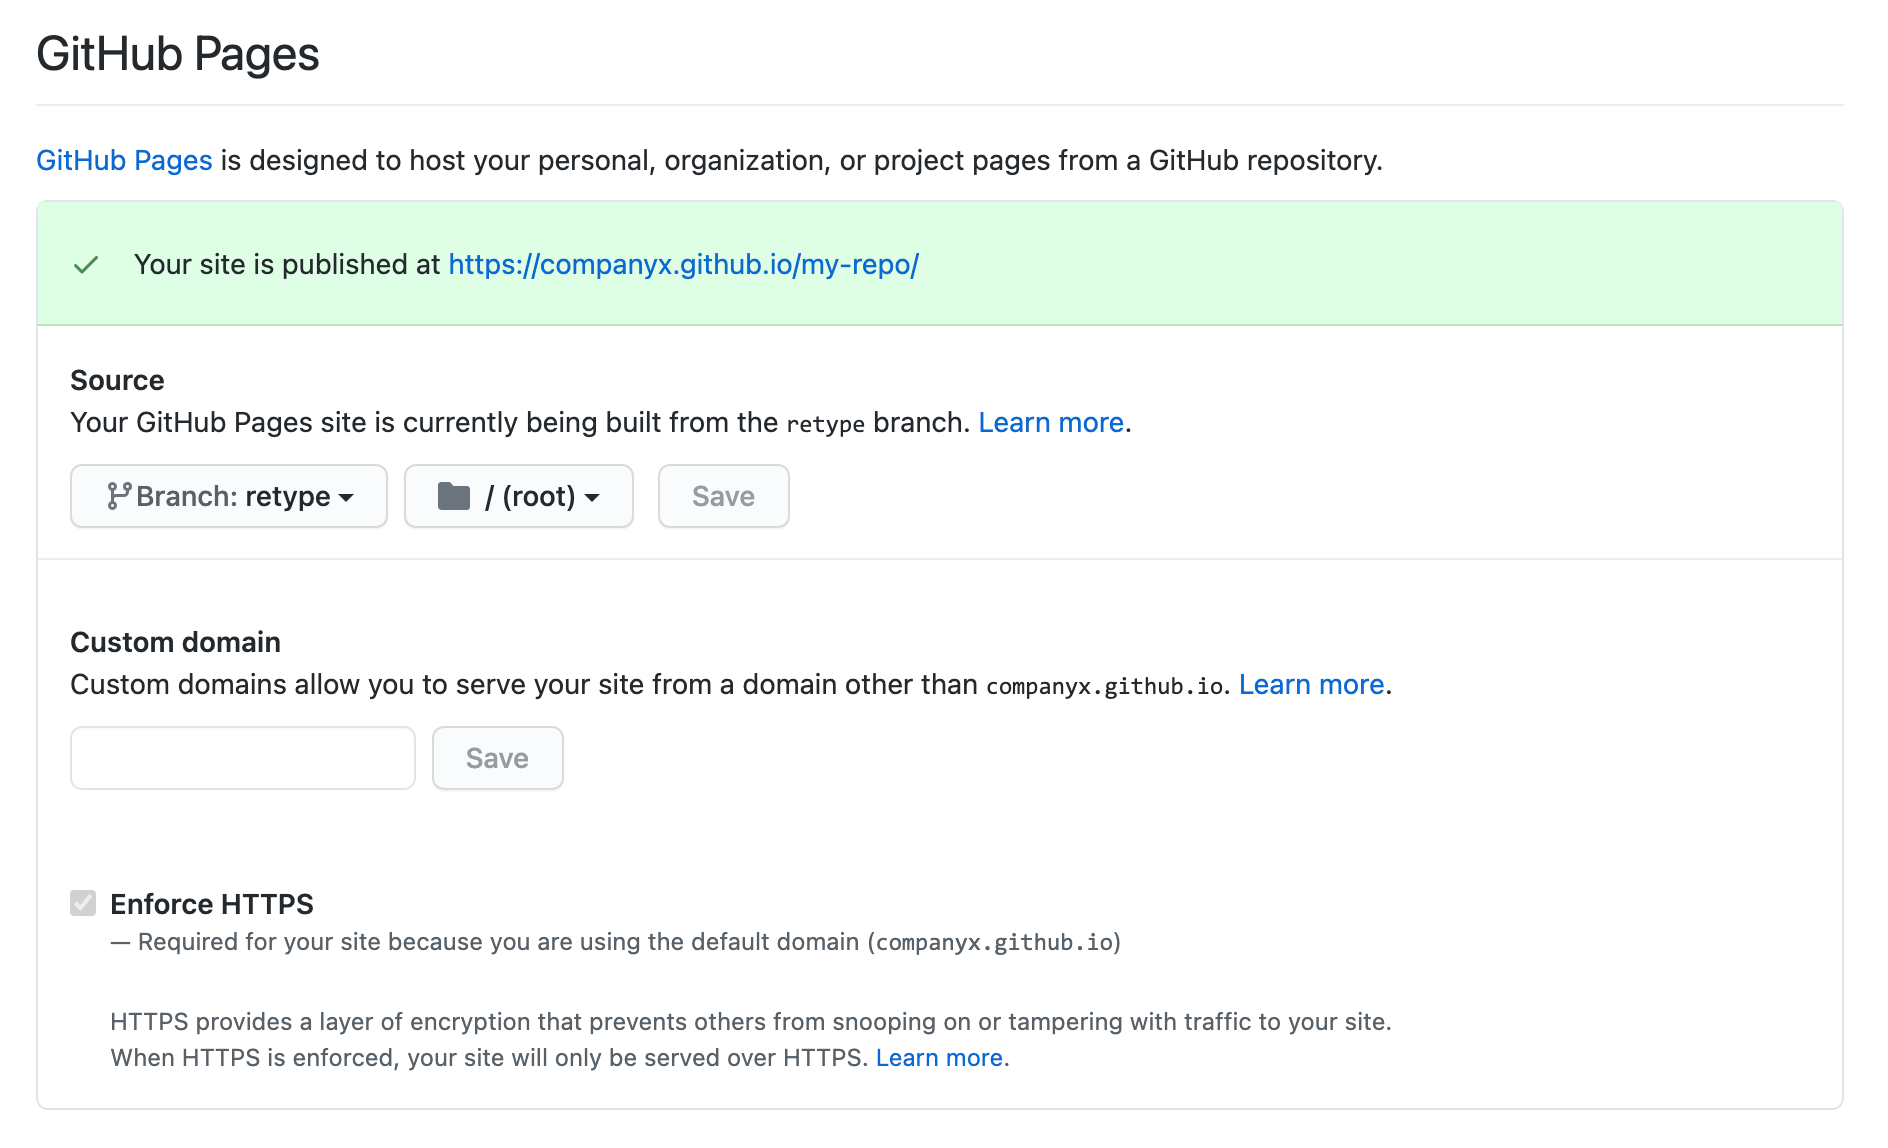 GitHub Pages
GitHub Pages is designed to host your personal, organization, or project pages from a GitHub repository.
Your site is published at https://companyx.github.io/my-repo/
Source
Your GitHub Pages site is currently being built from the retype branch. Learn more.
Branch: retype / (root) Save
Custom domain
Custom domains allow you to serve your site from a domain other than companyx.github.io. Learn more.
Save
Enforce HTTPS
— Required for your site because you are using the default domain (companyx.github.io)
HTTPS provides a layer of encryption that prevents others from snooping on or tampering with traffic to your site.
When HTTPS is enforced, your site will only be served over HTTPS. Learn more.